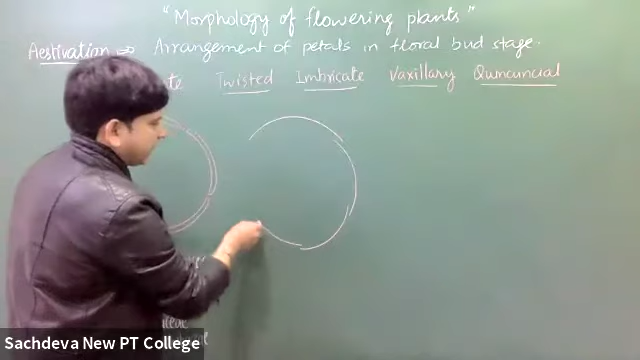 "Morphology of flowering plants"
Aestivation ⇒ Arrangement of petals in floral bud stage.
Twisted Imbricate Vaxillary Quncuncial
Sachdeva New PT College